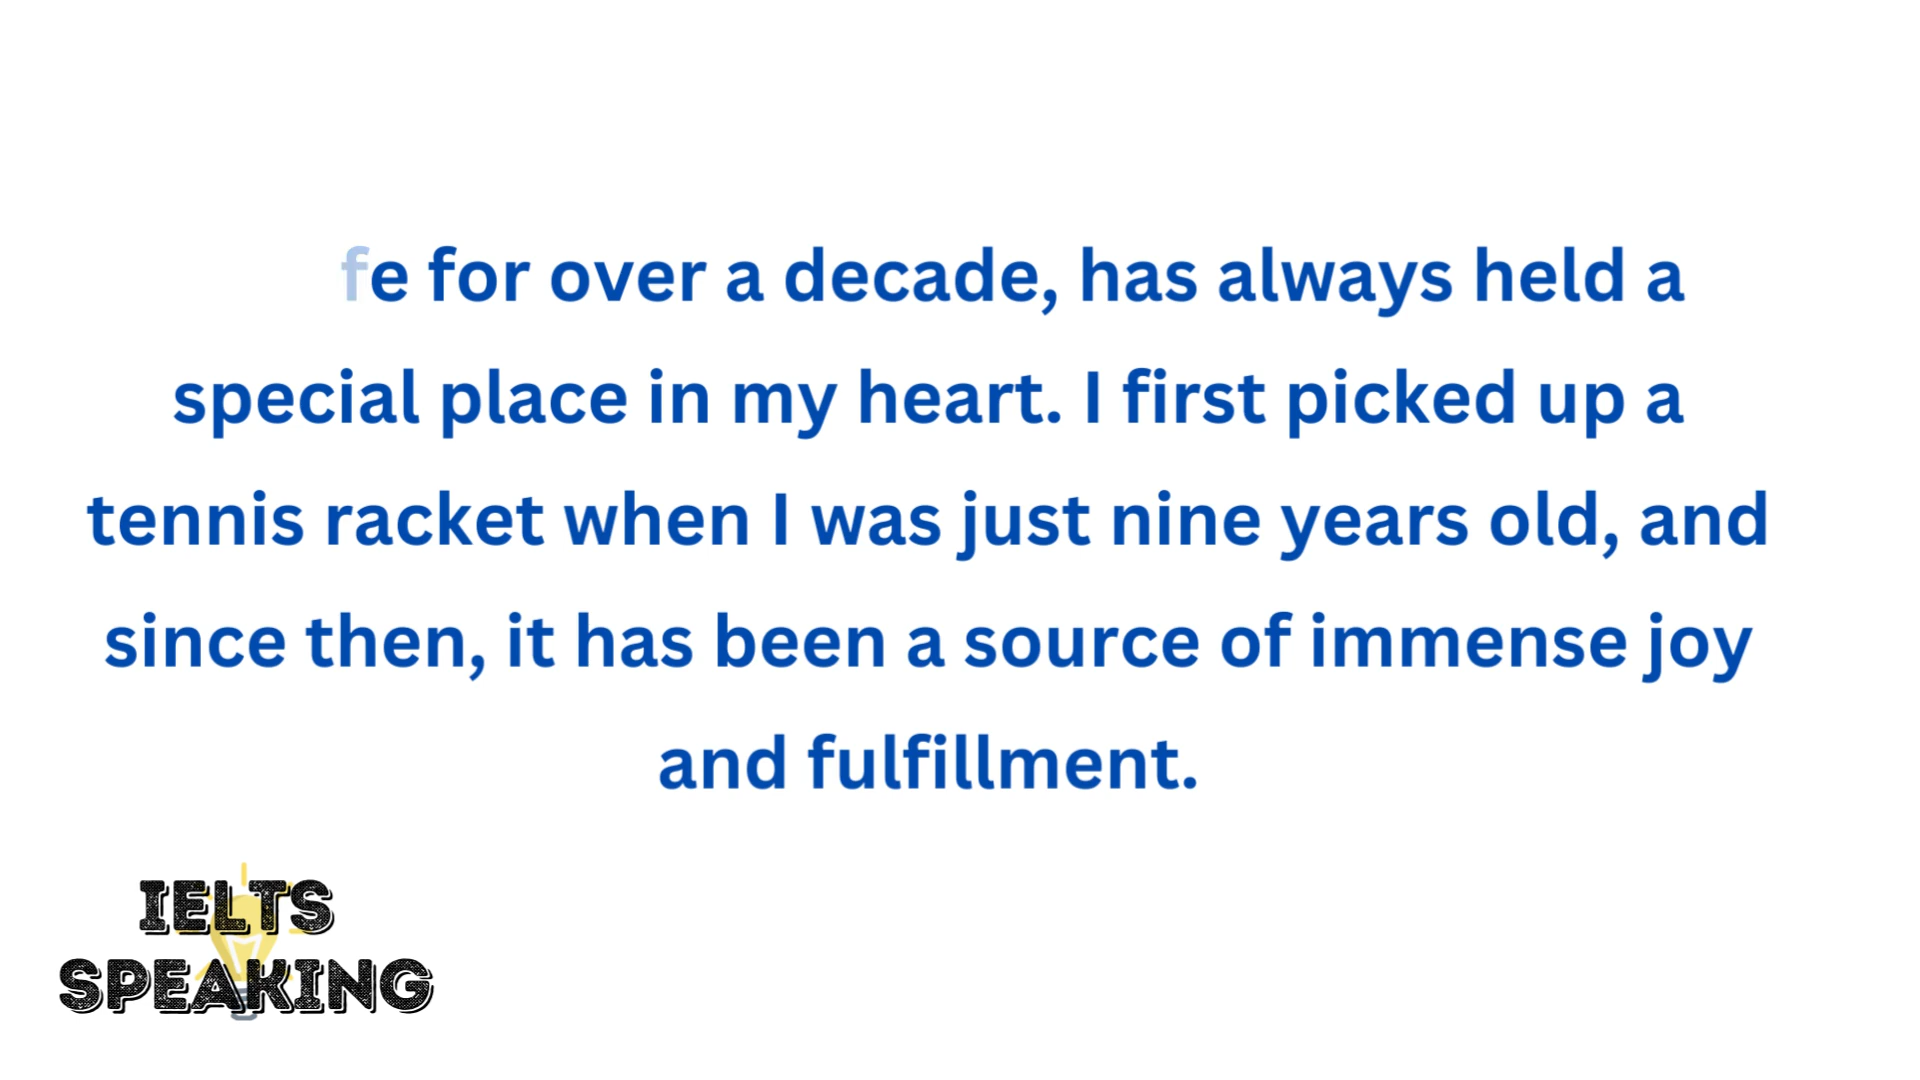 fe for over a decade, has always held a
special place in my heart. I first picked up a
tennis racket when I was just nine years old, and
since then, it has been a source of immense joy
and fulfillment.
IELTS
SPEAKING